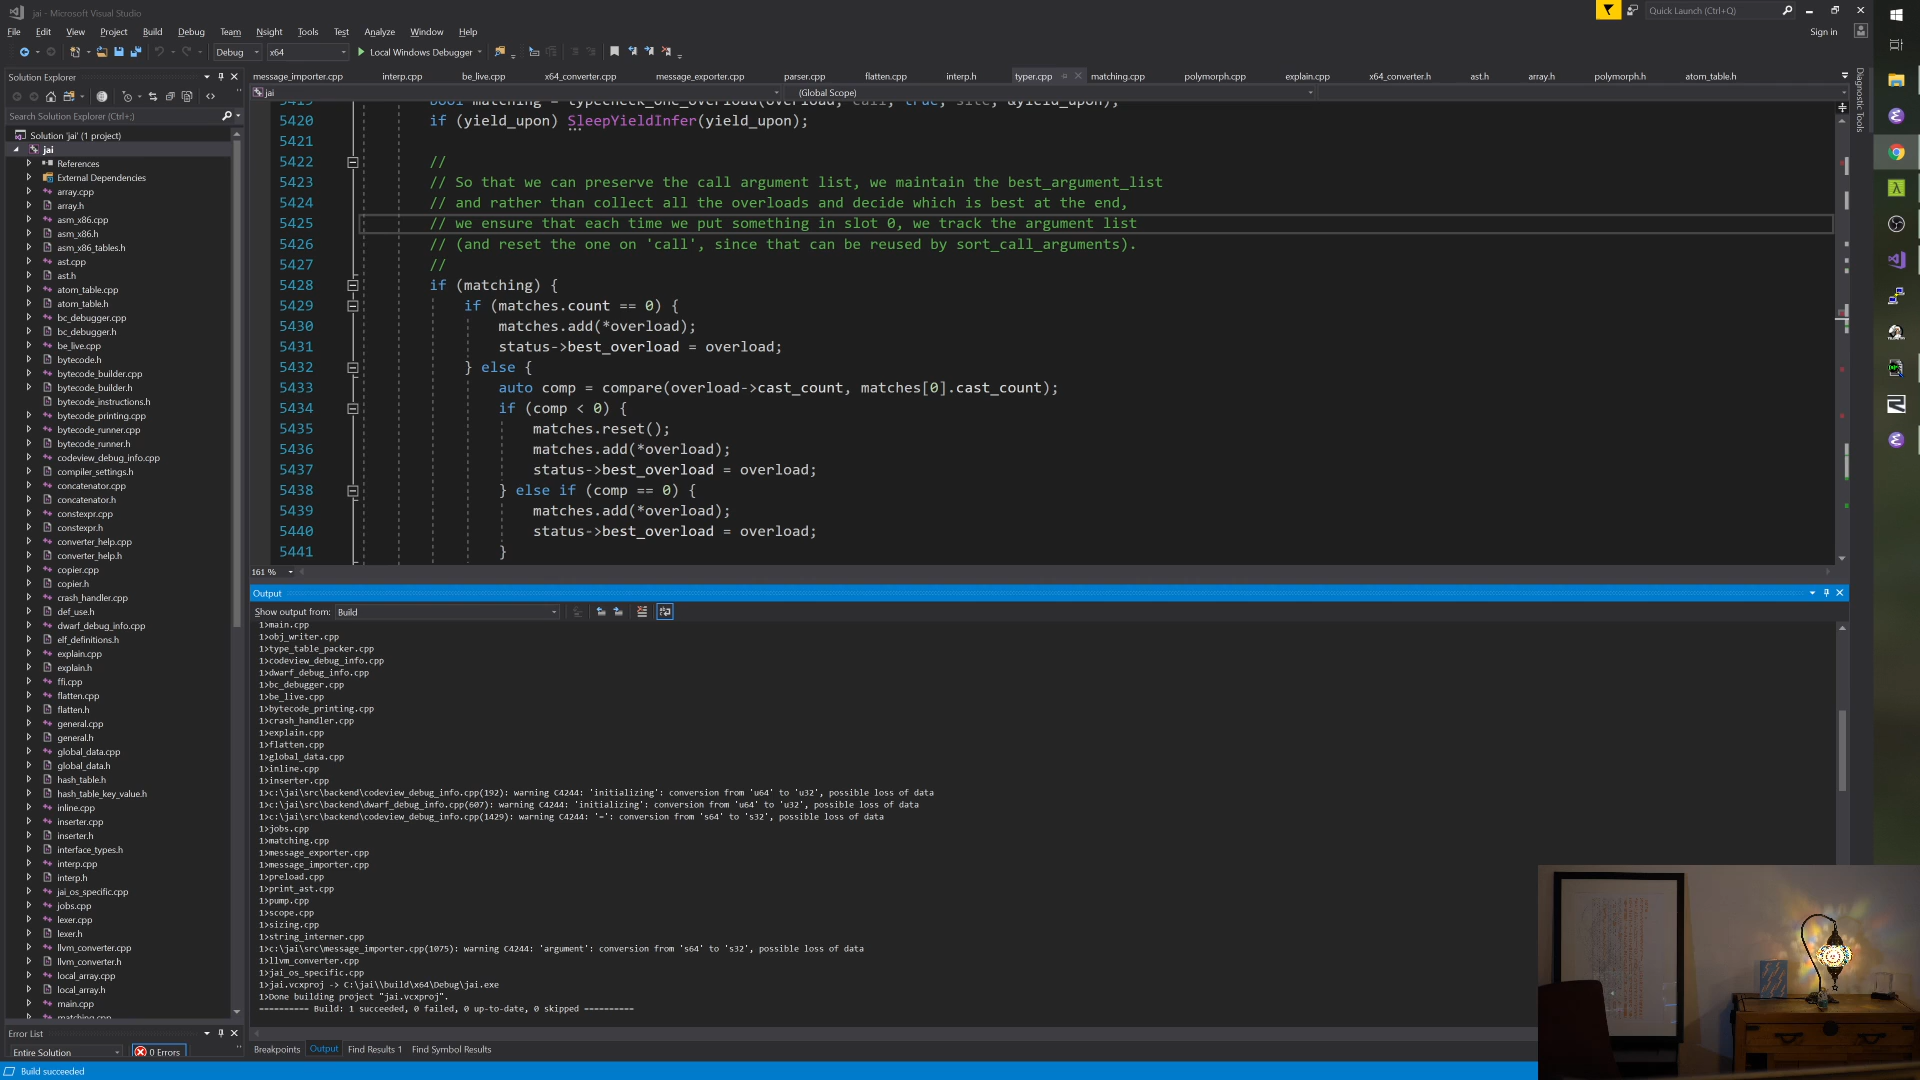 jai - Microsoft Visual Studio
Quick Launch (Ctrl+Q)
File Edit View Project Build Debug Team Nsight Tools Test Analyze Window Help
Sign in
Debug x64 Local Windows Debugger
Solution Explorer
message_importer.cpp interp.cpp be_live.cpp x64_converter.cpp message_exporter.cpp parser.cpp flatten.cpp interp.h typer.cpp matching.cpp polymorph.cpp explain.cpp x64_converter.h ast.h array.h polymorph.h atom_table.h
Diagnostic Tools
jai (Global Scope)
Search Solution Explorer (Ctrl+;)
Solution 'jai' (1 project)
jai
References
External Dependencies
array.cpp
array.h
asm_x86.cpp
asm_x86.h
asm_x86_tables.h
ast.cpp
ast.h
atom_table.cpp
atom_table.h
bc_debugger.cpp
bc_debugger.h
be_live.cpp
bytecode.h
bytecode_builder.cpp
bytecode_builder.h
bytecode_instructions.h
bytecode_printing.cpp
bytecode_runner.cpp
bytecode_runner.h
codeview_debug_info.cpp
compiler_settings.h
concatenator.cpp
concatenator.h
constexpr.cpp
constexpr.h
converter_help.cpp
converter_help.h
copier.cpp
copier.h
crash_handler.cpp
def_use.h
dwarf_debug_info.cpp
elf_definitions.h
explain.cpp
explain.h
ffi.cpp
flatten.cpp
flatten.h
general.cpp
general.h
global_data.cpp
global_data.h
hash_table.h
hash_table_key_value.h
inline.cpp
inserter.cpp
inserter.h
interface_types.h
interp.cpp
interp.h
jai_os_specific.cpp
jobs.cpp
lexer.cpp
lexer.h
llvm_converter.cpp
llvm_converter.h
local_array.cpp
local_array.h
main.cpp
matching.cpp
Error List
Entire Solution 0 Errors
5419 bool matching = typecheck_one_overload(overload, call, true, site, &yield_upon);
5420 if (yield_upon) SleepYieldInfer(yield_upon);
5421
5422 //
5423 // So that we can preserve the call argument list, we maintain the best_argument_list
5424 // and rather than collect all the overloads and decide which is best at the end,
5425 // we ensure that each time we put something in slot 0, we track the argument list
5426 // (and reset the one on 'call', since that can be reused by sort_call_arguments).
5427 //
5428 if (matching) {
5429 if (matches.count == 0) {
5430 matches.add(*overload);
5431 status->best_overload = overload;
5432 } else {
5433 auto comp = compare(overload->cast_count, matches[0].cast_count);
5434 if (comp < 0) {
5435 matches.reset();
5436 matches.add(*overload);
5437 status->best_overload = overload;
5438 } else if (comp == 0) {
5439 matches.add(*overload);
5440 status->best_overload = overload;
5441 }
161 %
Output
Show output from: Build
1>main.cpp
1>obj_writer.cpp
1>type_table_packer.cpp
1>codeview_debug_info.cpp
1>dwarf_debug_info.cpp
1>bc_debugger.cpp
1>be_live.cpp
1>bytecode_printing.cpp
1>crash_handler.cpp
1>explain.cpp
1>flatten.cpp
1>global_data.cpp
1>inline.cpp
1>inserter.cpp
1>c:\jai\src\backend\codeview_debug_info.cpp(192): warning C4244: 'initializing': conversion from 'u64' to 'u32', possible loss of data
1>c:\jai\src\backend\dwarf_debug_info.cpp(607): warning C4244: 'initializing': conversion from 'u64' to 'u32', possible loss of data
1>c:\jai\src\backend\codeview_debug_info.cpp(1429): warning C4244: '=': conversion from 's64' to 's32', possible loss of data
1>jobs.cpp
1>matching.cpp
1>message_exporter.cpp
1>message_importer.cpp
1>preload.cpp
1>print_ast.cpp
1>pump.cpp
1>scope.cpp
1>sizing.cpp
1>string_interner.cpp
1>c:\jai\src\message_importer.cpp(1075): warning C4244: 'argument': conversion from 's64' to 's32', possible loss of data
1>llvm_converter.cpp
1>jai_os_specific.cpp
1>jai.vcxproj -> C:\jai\\build\x64\Debug\jai.exe
1>Done building project "jai.vcxproj".
========== Build: 1 succeeded, 0 failed, 0 up-to-date, 0 skipped ==========
Breakpoints Output Find Results 1 Find Symbol Results
Build succeeded